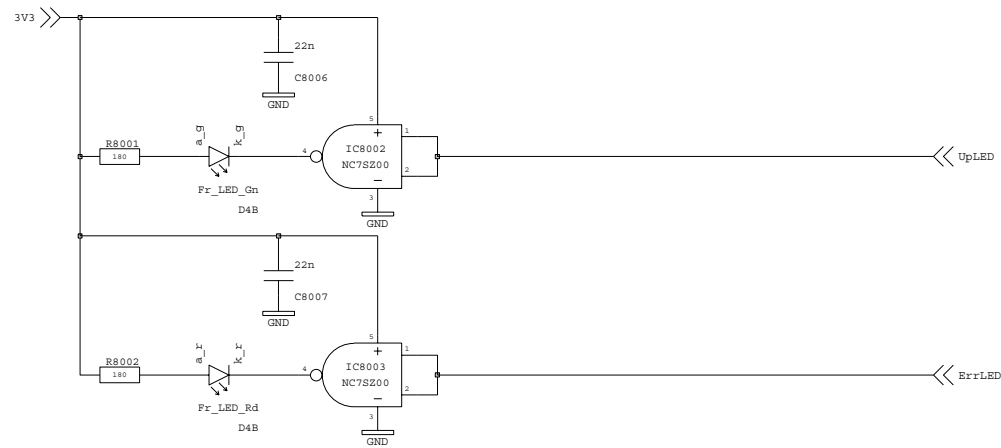 3V3
22n
C8006
GND
5
R8001
180
a_g
k_g
4
IC8002
NC7SZ00
1
2
3
GND
UpLED
Fr_LED_Gn
D4B
22n
C8007
GND
5
R8002
180
a_r
k_r
4
IC8003
NC7SZ00
1
2
3
GND
ErrLED
Fr_LED_Rd
D4B